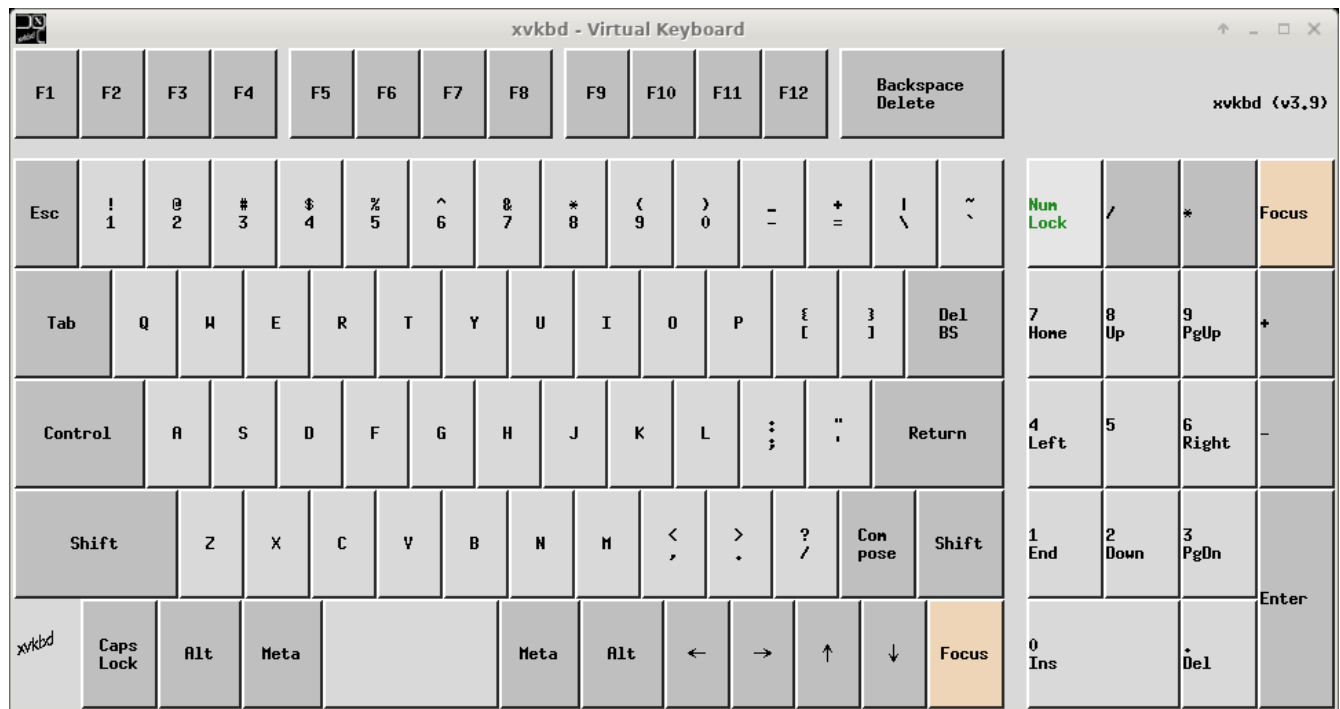 xvkbd - Virtual Keyboard
F1 F2 F3 F4 F5 F6 F7 F8 F9 F10 F11 F12 Backspace
Delete
xvkbd (v3.9)
Esc ! @ # $ % ^ & * ( ) _ + | ~
1 2 3 4 5 6 7 8 9 0 - = \ `
Num / * Focus
Lock
Tab Q W E R T Y U I O P { } Del
[ ] BS
7 8 9 +
Home Up PgUp
Control A S D F G H J K L : " Return
; '
4 5 6 -
Left Right
Shift Z X C V B N M < > ? Com Shift
, . / pose
1 2 3
End Down PgDn
Enter
xvkbd Caps Alt Meta Meta Alt ← → ↑ ↓ Focus
Lock
0 .
Ins Del